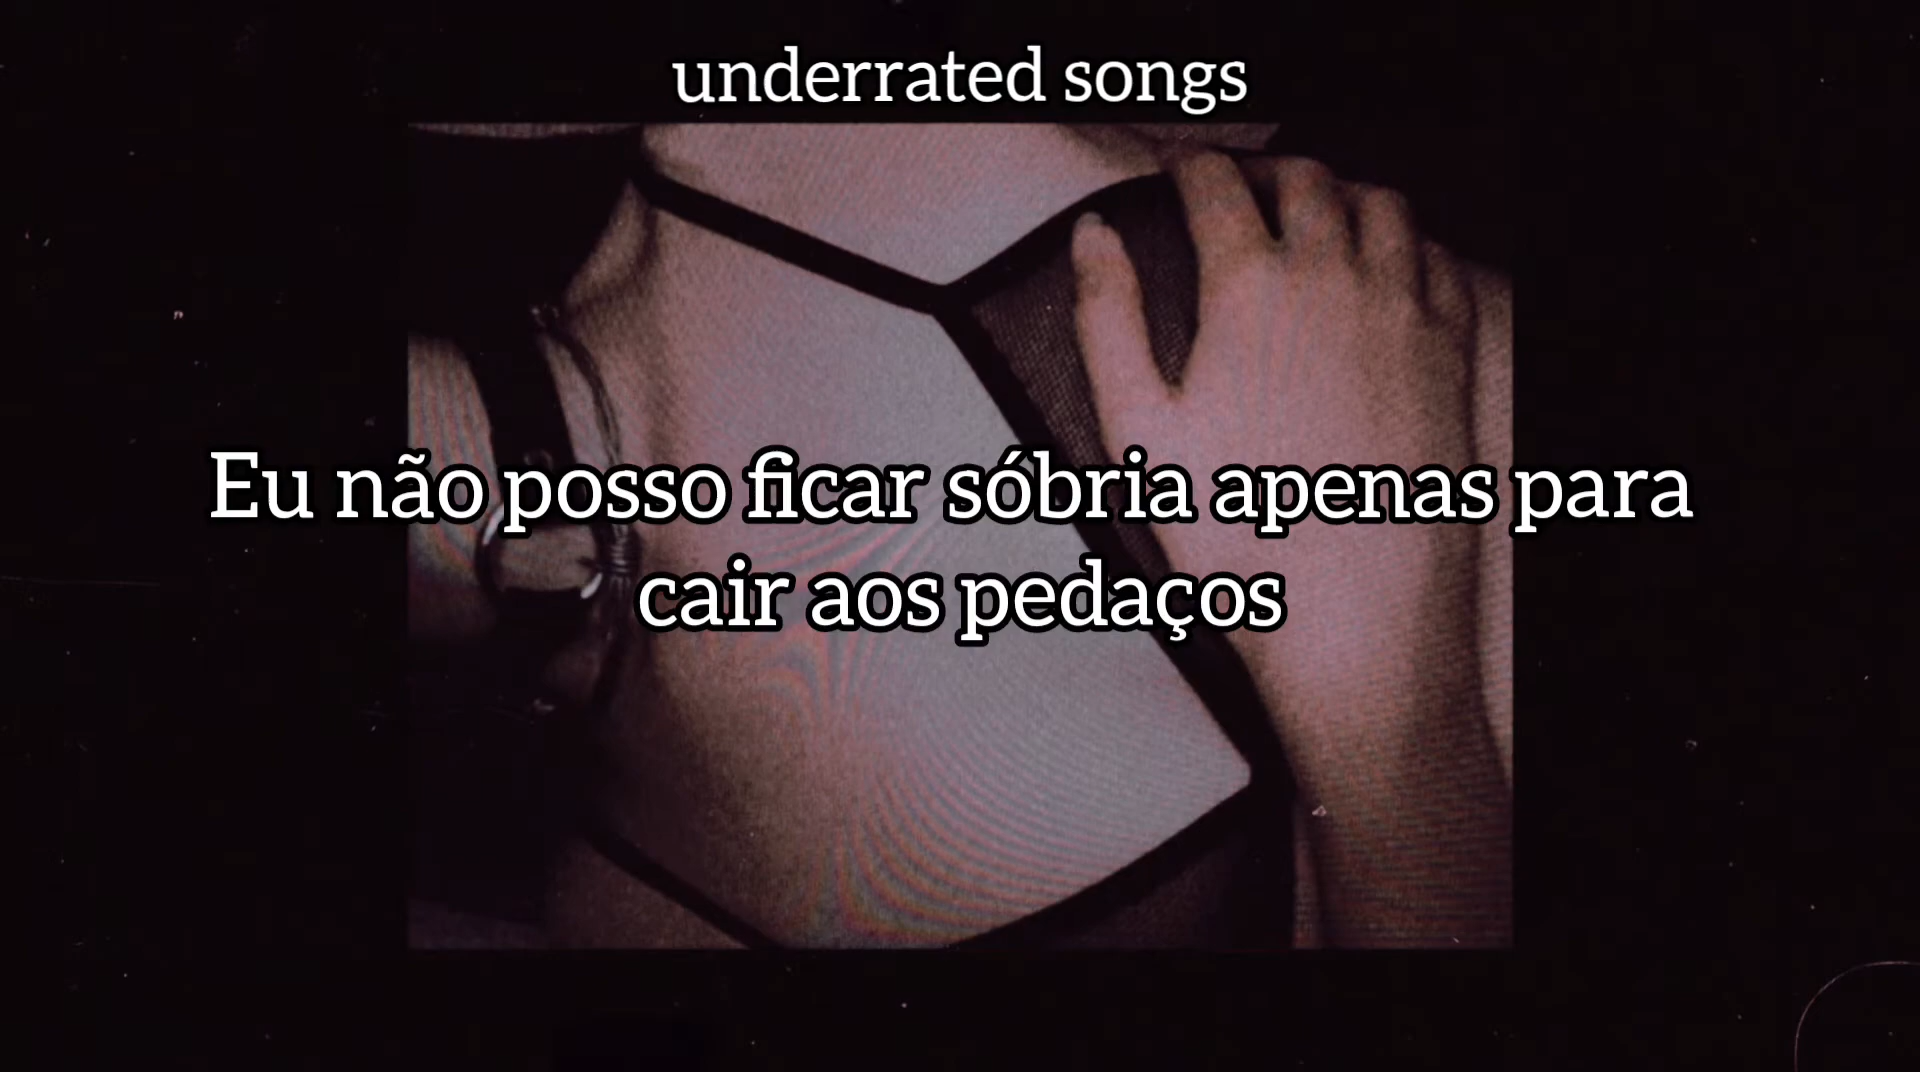 underrated songs
Eu não posso ficar sóbria apenas para
cair aos pedaços